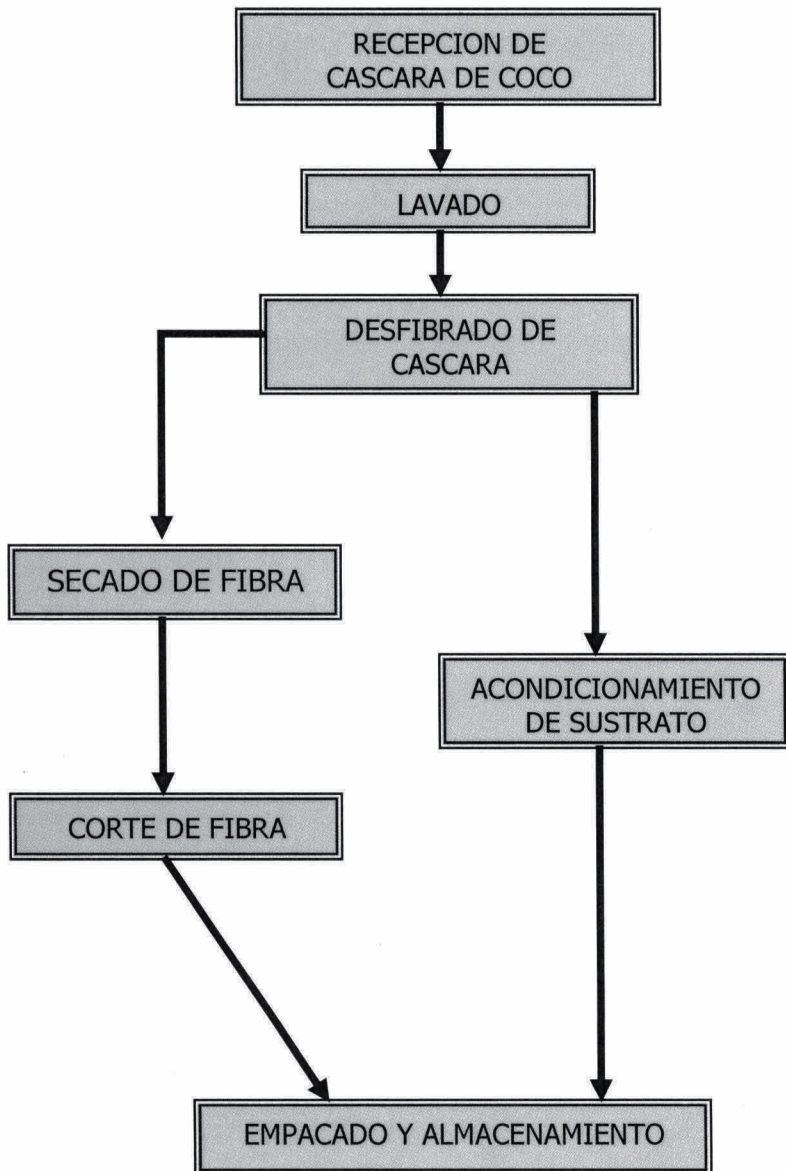 RECEPCION DE
CASCARA DE COCO
LAVADO
DESFIBRADO DE
CASCARA
SECADO DE FIBRA
ACONDICIONAMIENTO
DE SUSTRATO
CORTE DE FIBRA
EMPACADO Y ALMACENAMIENTO